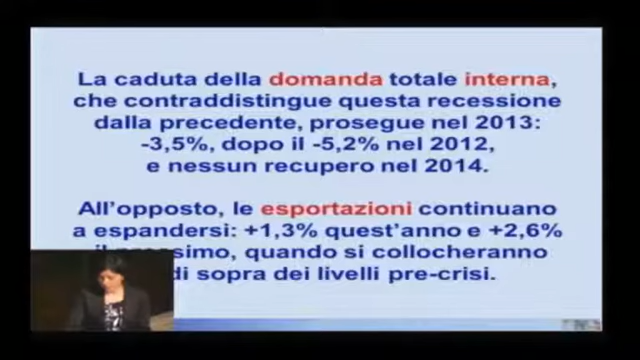 La caduta della domanda totale interna,
che contraddistingue questa recessione
dalla precedente, prosegue nel 2013:
-3,5%, dopo il -5,2% nel 2012,
e nessun recupero nel 2014.
All'opposto, le esportazioni continuano
a espandersi: +1,3% quest'anno e +2,6%
il prossimo, quando si collocheranno
di sopra dei livelli pre-crisi.